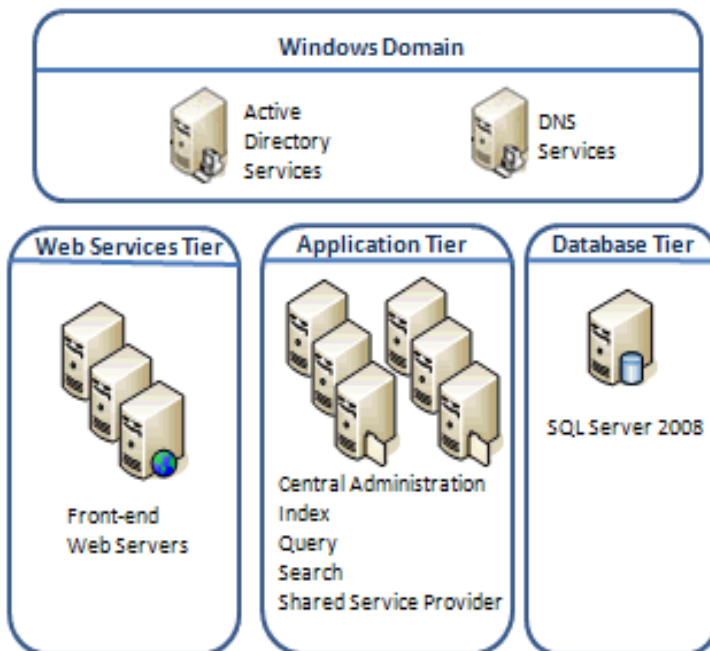 Windows Domain
Active
Directory
Services
DNS
Services
Web Services Tier
Front-end
Web Servers
Application Tier
Central Administration
Index
Query
Search
Shared Service Provider
Database Tier
SQL Server 2008